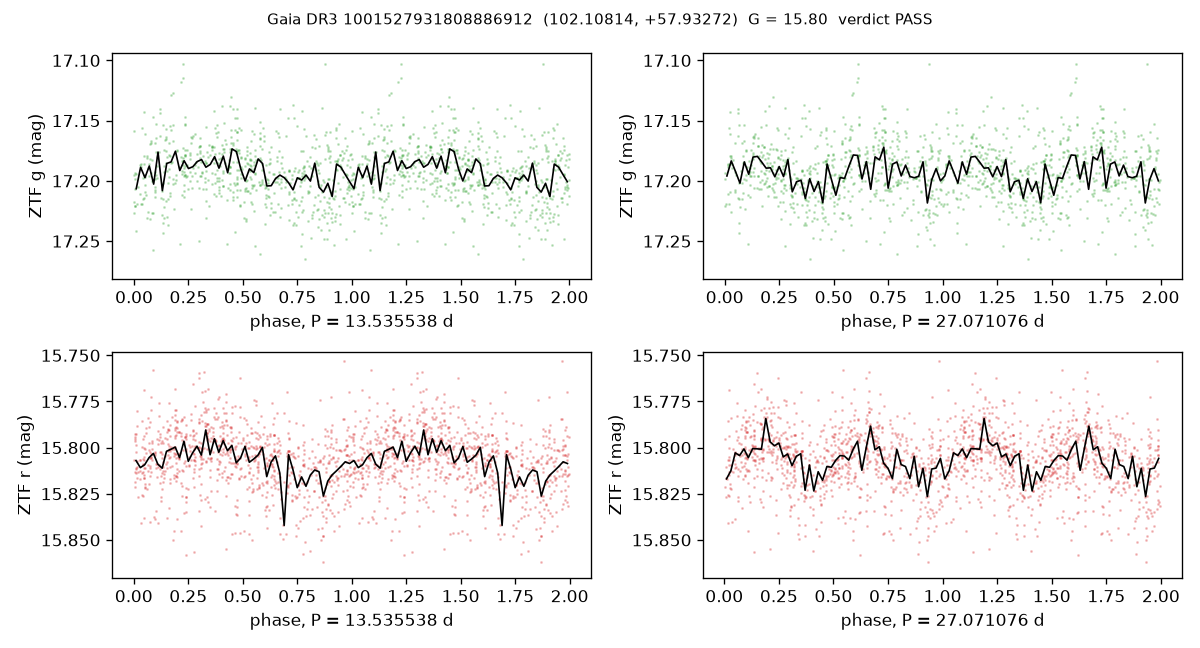 Gaia DR3 1001527931808886912  (102.10814, +57.93272)  G = 15.80  verdict PASS
17.10
17.15
17.20
17.25
ZTF g (mag)
0.00 0.25 0.50 0.75 1.00 1.25 1.50 1.75 2.00
phase, P = 13.535538 d
17.10
17.15
17.20
17.25
ZTF g (mag)
0.00 0.25 0.50 0.75 1.00 1.25 1.50 1.75 2.00
phase, P = 27.071076 d
15.750
15.775
15.800
15.825
15.850
ZTF r (mag)
0.00 0.25 0.50 0.75 1.00 1.25 1.50 1.75 2.00
phase, P = 13.535538 d
15.750
15.775
15.800
15.825
15.850
ZTF r (mag)
0.00 0.25 0.50 0.75 1.00 1.25 1.50 1.75 2.00
phase, P = 27.071076 d